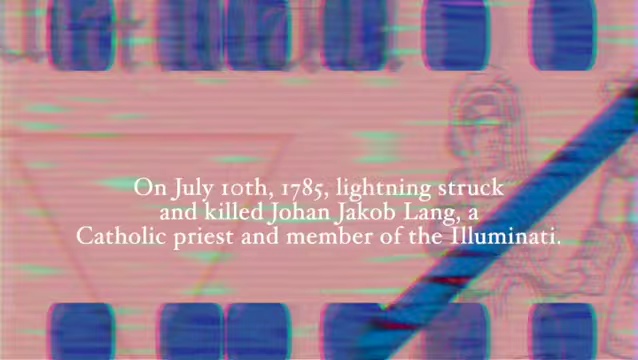 On July 10th, 1785, lightning struck
and killed Johan Jakob Lang, a
Catholic priest and member of the Illuminati.